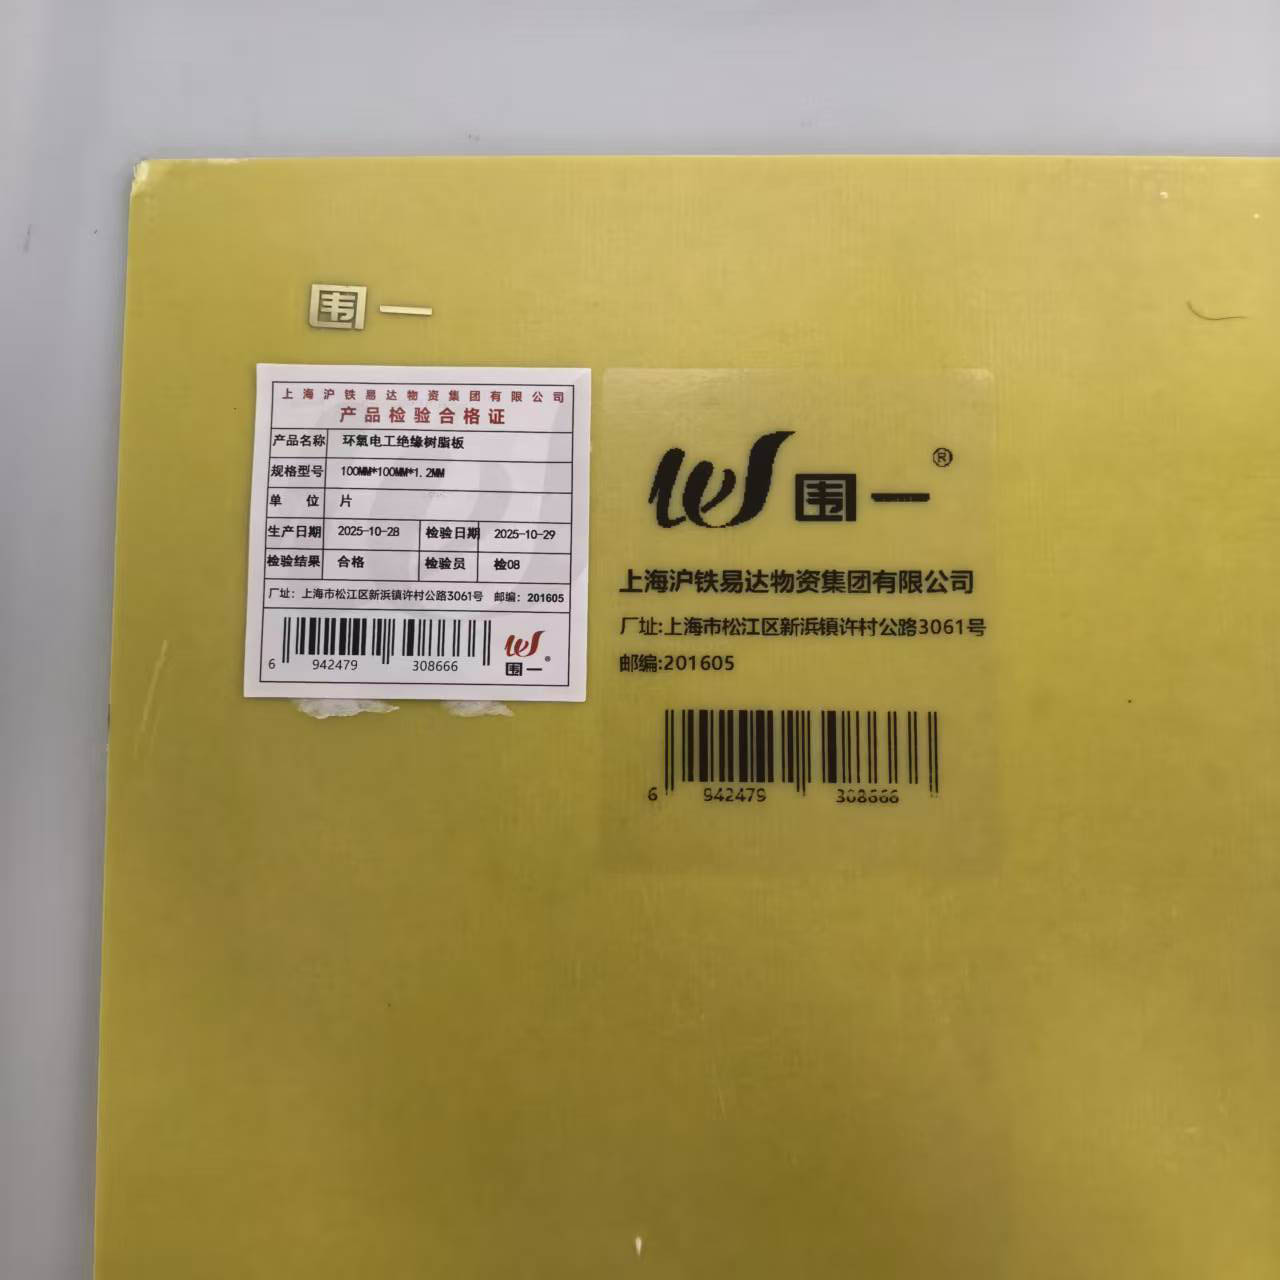 围一
上海沪铁易达物资集团有限公司
产品检验合格证
产品名称 环氧电工绝缘树脂板
规格型号 100MM*100MM*1.2MM
单位 片
生产日期 2025-10-28 检验日期 2025-10-29
检验结果 合格 检验员 检08
厂址：上海市松江区新浜镇许村公路3061号 邮编：201605
6 942479 308666
围一®
围一®
上海沪铁易达物资集团有限公司
厂址:上海市松江区新浜镇许村公路3061号
邮编:201605
6 942479 308666